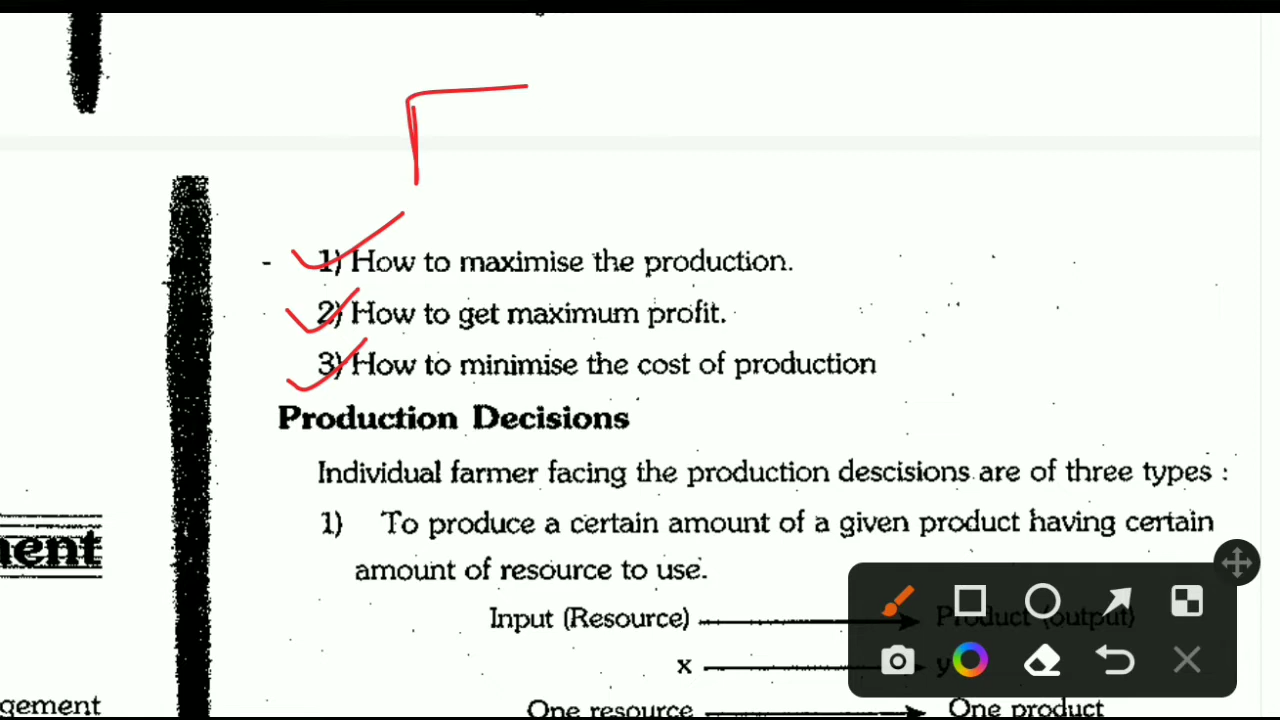 - 1) How to maximise the production.
2) How to get maximum profit.
3) How to minimise the cost of production
Production Decisions
Individual farmer facing the production descisions are of three types :
1) To produce a certain amount of a given product having certain
amount of resource to use.
Input (Resource) Product (output)
x y
One resource One product
ent
gement